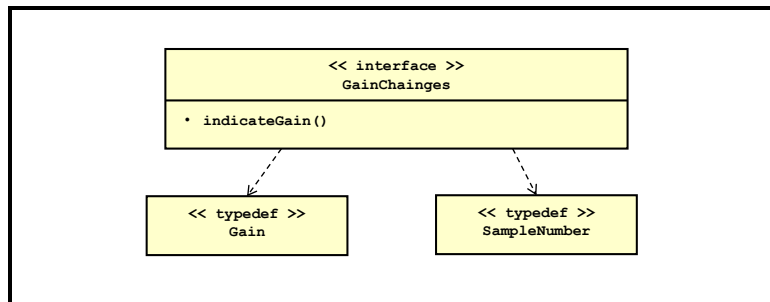 << interface >>
GainChainges
• indicateGain()
<< typedef >>
Gain
<< typedef >>
SampleNumber